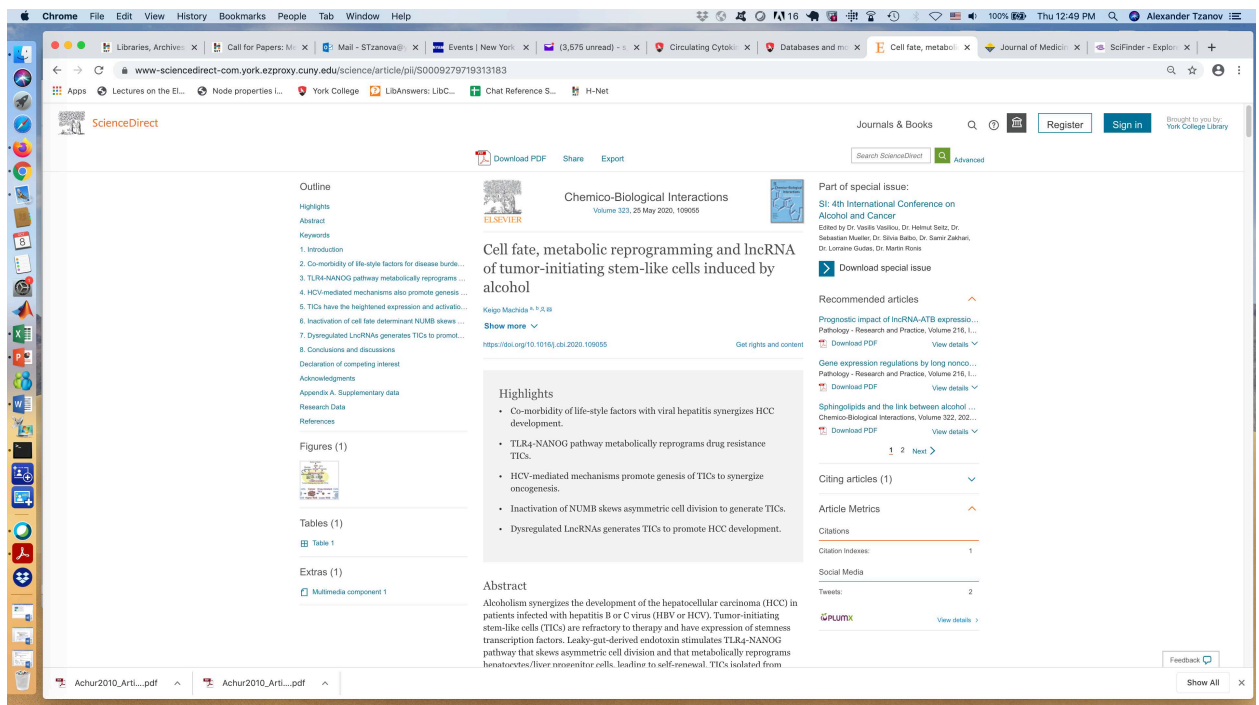 Chrome File Edit View History Bookmarks People Tab Window Help
16 100% Thu 12:49 PM Alexander Tzanov
Libraries, Archives Call for Papers: M Mail - STzanova@ Events | New York (3,575 unread) - s Circulating Cytokin Databases and mo Cell fate, metaboli Journal of Medicin SciFinder - Explor
www-sciencedirect-com.york.ezproxy.cuny.edu/science/article/pii/S0009279719313183
Apps Lectures on the El... Node properties i... York College LibAnswers: LibC... Chat Reference S... H-Net
ScienceDirect
Journals & Books Register Sign in
Brought to you by:
York College Library
Download PDF Share Export Search ScienceDirect Advanced
Outline
Highlights
Abstract
Keywords
1. Introduction
2. Co-morbidity of life-style factors for disease burde...
3. TLR4-NANOG pathway metabolically reprograms ...
4. HCV-mediated mechanisms also promote genesis ...
5. TICs have the heightened expression and activatio...
6. Inactivation of cell fate determinant NUMB skews ...
7. Dysregulated LncRNAs generates TICs to promot...
8. Conclusions and discussions
Declaration of competing interest
Acknowledgments
Appendix A. Supplementary data
Research Data
References
Figures (1)
Tables (1)
Table 1
Extras (1)
Multimedia component 1
ELSEVIER
Chemico-Biological Interactions
Volume 323, 25 May 2020, 109055
Cell fate, metabolic reprogramming and lncRNA
of tumor-initiating stem-like cells induced by
alcohol
Keigo Machida a, b
Show more
https://doi.org/10.1016/j.cbi.2020.109055 Get rights and content
Highlights
• Co-morbidity of life-style factors with viral hepatitis synergizes HCC
development.
• TLR4-NANOG pathway metabolically reprograms drug resistance
TICs.
• HCV-mediated mechanisms promote genesis of TICs to synergize
oncogenesis.
• Inactivation of NUMB skews asymmetric cell division to generate TICs.
• Dysregulated LncRNAs generates TICs to promote HCC development.
Abstract
Alcoholism synergizes the development of the hepatocellular carcinoma (HCC) in
patients infected with hepatitis B or C virus (HBV or HCV). Tumor-initiating
stem-like cells (TICs) are refractory to therapy and have expression of stemness
transcription factors. Leaky-gut-derived endotoxin stimulates TLR4-NANOG
pathway that skews asymmetric cell division and that metabolically reprograms
hepatocytes/liver progenitor cells, leading to self-renewal. TICs isolated from
Part of special issue:
SI: 4th International Conference on
Alcohol and Cancer
Edited by Dr. Vasilis Vasiliou, Dr. Helmut Seitz, Dr.
Sebastian Mueller, Dr. Silvia Balbo, Dr. Samir Zakhari,
Dr. Lorraine Gudas, Dr. Martin Ronis
Download special issue
Recommended articles
Prognostic impact of lncRNA-ATB expressio...
Pathology - Research and Practice, Volume 216, I...
Download PDF View details
Gene expression regulations by long nonco...
Pathology - Research and Practice, Volume 216, I...
Download PDF View details
Sphingolipids and the link between alcohol ...
Chemico-Biological Interactions, Volume 322, 202...
Download PDF View details
1 2 Next
Citing articles (1)
Article Metrics
Citations
Citation Indexes: 1
Social Media
Tweets: 2
PLUMX View details
Feedback
Achur2010_Arti....pdf Achur2010_Arti....pdf Show All